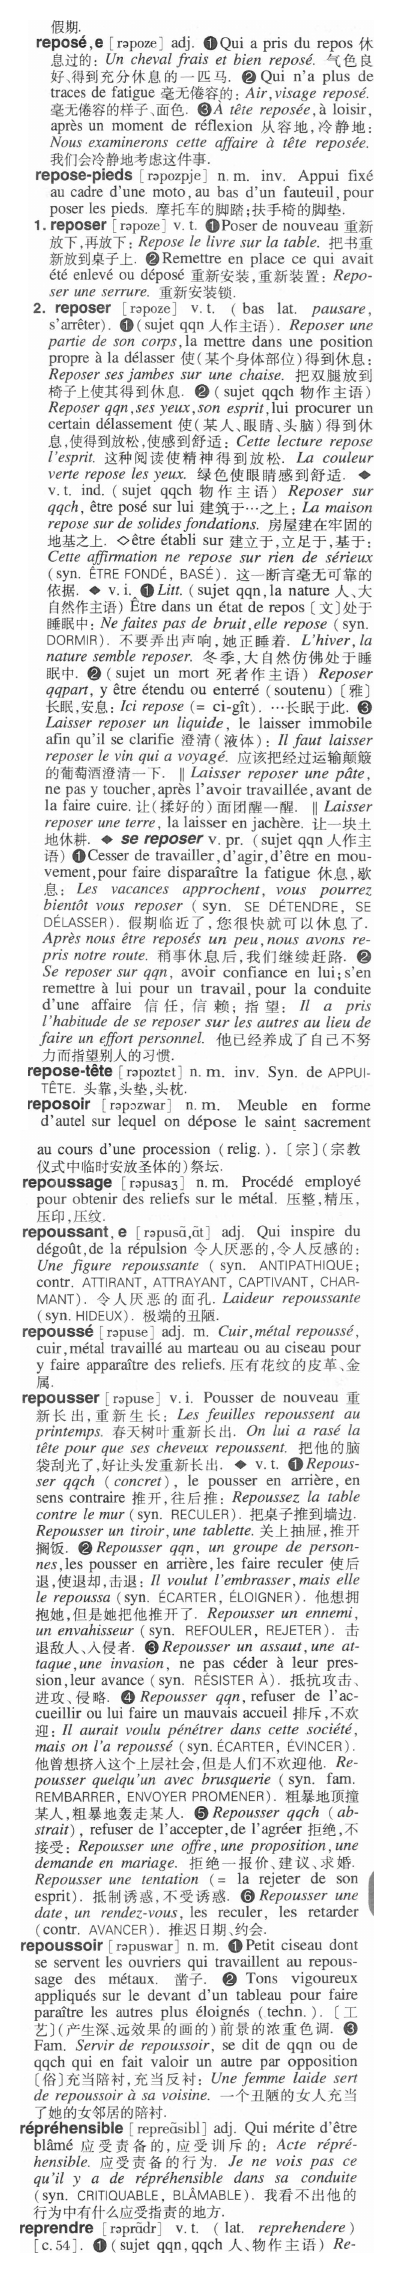 假期.
reposé,e [rəpoze] adj. ❶Qui a pris du repos 休
息过的: Un cheval frais et bien reposé. 气色良
好、得到充分休息的一匹马. ❷ Qui n'a plus de
traces de fatigue 毫无倦容的: Air,visage reposé.
毫无倦容的样子、面色. ❸À tête reposée,à loisir,
après un moment de réflexion 从容地,冷静地:
Nous examinerons cette affaire à tête reposée.
我们会冷静地考虑这件事.
repose-pieds [rəpozpje] n. m. inv. Appui fixé
au cadre d'une moto,au bas d'un fauteuil,pour
poser les pieds. 摩托车的脚踏;扶手椅的脚垫.
1. reposer [rəpoze] v. t. ❶Poser de nouveau 重新
放下,再放下: Repose le livre sur la table. 把书重
新放到桌子上. ❷Remettre en place ce qui avait
été enlevé ou déposé 重新安装,重新装置: Repo-
ser une serrure. 重新安装锁.
2. reposer [rəpoze] v. t. ( bas lat. pausare,
s'arrêter). ❶(sujet qqn 人作主语). Reposer une
partie de son corps,la mettre dans une position
propre à la délasser 使(某个身体部位)得到休息:
Reposer ses jambes sur une chaise. 把双腿放到
椅子上使其得到休息. ❷(sujet qqch 物作主语)
Reposer qqn,ses yeux,son esprit,lui procurer un
certain délassement 使(某人、眼睛、头脑)得到休
息,使得到放松,使感到舒适: Cette lecture repose
l'esprit. 这种阅读使精神得到放松. La couleur
verte repose les yeux. 绿色使眼睛感到舒适. ◆
v. t. ind. ( sujet qqch 物作主语) Reposer sur
qqch, être posé sur lui 建筑于…之上: La maison
repose sur de solides fondations. 房屋建在牢固的
地基之上. ◇être établi sur 建立于,立足于,基于:
Cette affirmation ne repose sur rien de sérieux
(syn. ÊTRE FONDÉ, BASÉ). 这一断言毫无可靠的
依据. ◆ v. i. ❶Litt. (sujet qqn,la nature 人、大
自然作主语) Être dans un état de repos [文]处于
睡眠中: Ne faites pas de bruit,elle repose (syn.
DORMIR). 不要弄出声响,她正睡着. L'hiver,la
nature semble reposer. 冬季,大自然仿佛处于睡
眠中. ❷(sujet un mort 死者作主语) Reposer
qqpart, y être étendu ou enterré (soutenu) [雅]
长眠,安息: Ici repose (= ci-gît). …长眠于此. ❸
Laisser reposer un liquide, le laisser immobile
afin qu'il se clarifie 澄清(液体): Il faut laisser
reposer le vin qui a voyagé. 应该把经过运输颠簸
的葡萄酒澄清一下. ‖ Laisser reposer une pâte,
ne pas y toucher,après l'avoir travaillée,avant de
la faire cuire. 让(揉好的)面团醒一醒. ‖ Laisser
reposer une terre, la laisser en jachère. 让一块土
地休耕. ◆ se reposer v. pr. (sujet qqn 人作主
语) ❶Cesser de travailler,d'agir,d'être en mou-
vement,pour faire disparaître la fatigue 休息,歇
息: Les vacances approchent, vous pourrez
bientôt vous reposer ( syn. SE DÉTENDRE, SE
DÉLASSER). 假期临近了,您很快就可以休息了.
Après nous être reposés un peu,nous avons re-
pris notre route. 稍事休息后,我们继续赶路. ❷
Se reposer sur qqn, avoir confiance en lui;s'en
remettre à lui pour un travail,pour la conduite
d'une affaire 信任,信赖;指望: Il a pris
l'habitude de se reposer sur les autres au lieu de
faire un effort personnel. 他已经养成了自己不努
力而指望别人的习惯.
repose-tête [rəpoztɛt] n. m. inv. Syn. de APPUI-
TÊTE. 头靠,头垫,头枕.
reposoir [rəpɔzwar] n. m. Meuble en forme
d'autel sur lequel on dépose le saint sacrement
au cours d'une procession (relig.). [宗](宗教
仪式中临时安放圣体的)祭坛.
repoussage [rəpusaʒ] n. m. Procédé employé
pour obtenir des reliefs sur le métal. 压整,精压,
压印,压纹.
repoussant, e [rəpusɑ̃,ɑ̃t] adj. Qui inspire du
dégoût,de la répulsion 令人厌恶的,令人反感的:
Une figure repoussante ( syn. ANTIPATHIQUE;
contr. ATTIRANT, ATTRAYANT, CAPTIVANT, CHAR-
MANT). 令人厌恶的面孔. Laideur repoussante
(syn. HIDEUX). 极端的丑陋.
repoussé [rəpuse] adj. m. Cuir,métal repoussé,
cuir,métal travaillé au marteau ou au ciseau pour
y faire apparaître des reliefs. 压有花纹的皮革、金
属.
repousser [rəpuse] v. i. Pousser de nouveau 重
新长出,重新生长: Les feuilles repoussent au
printemps. 春天树叶重新长出. On lui a rasé la
tête pour que ses cheveux repoussent. 把他的脑
袋刮光了,好让头发重新长出. ◆ v. t. ❶Repous-
ser qqch (concret), le pousser en arrière, en
sens contraire 推开,往后推: Repoussez la table
contre le mur (syn. RECULER). 把桌子推到墙边.
Repousser un tiroir,une tablette. 关上抽屉,推开
搁板. ❷ Repousser qqn, un groupe de person-
nes,les pousser en arrière,les faire reculer 使后
退,使退却,击退: Il voulut l'embrasser,mais elle
le repoussa (syn. ÉCARTER, ÉLOIGNER). 他想拥
抱她,但是她把他推开了. Repousser un ennemi,
un envahisseur (syn. REFOULER, REJETER). 击
退敌人、入侵者. ❸Repousser un assaut,une at-
taque,une invasion, ne pas céder à leur pres-
sion,leur avance (syn. RÉSISTER À). 抵抗攻击、
进攻、侵略. ❹ Repousser qqn, refuser de l'ac-
cueillir ou lui faire un mauvais accueil 排斥,不欢
迎: Il aurait voulu pénétrer dans cette société,
mais on l'a repoussé (syn. ÉCARTER, ÉVINCER).
他曾想挤入这个上层社会,但是人们不欢迎他. Re-
pousser quelqu'un avec brusquerie ( syn. fam.
REMBARRER, ENVOYER PROMENER). 粗暴地顶撞
某人,粗暴地轰走某人. ❺ Repousser qqch (ab-
strait), refuser de l'accepter,de l'agréer 拒绝,不
接受: Repousser une offre,une proposition,une
demande en mariage. 拒绝一报价、建议、求婚.
Repousser une tentation (= la rejeter de son
esprit). 抵制诱惑,不受诱惑. ❻ Repousser une
date, un rendez-vous, les reculer, les retarder
(contr. AVANCER). 推迟日期、约会.
repoussoir [rəpuswar] n. m. ❶Petit ciseau dont
se servent les ouvriers qui travaillent au repous-
sage des métaux. 凿子. ❷ Tons vigoureux
appliqués sur le devant d'un tableau pour faire
paraître les autres plus éloignés (techn.). [工
艺](产生深、远效果的画的)前景的浓重色调. ❸
Fam. Servir de repoussoir, se dit de qqn ou de
qqch qui en fait valoir un autre par opposition
[俗]充当陪衬,充当反衬: Une femme laide sert
de repoussoir à sa voisine. 一个丑陋的女人充当
了她的女邻居的陪衬.
répréhensible [repreɑ̃sibl] adj. Qui mérite d'être
blâmé 应受责备的, 应受训斥的: Acte répré-
hensible. 应受责备的行为. Je ne vois pas ce
qu'il y a de répréhensible dans sa conduite
(syn. CRITIQUABLE, BLÂMABLE). 我看不出他的
行为中有什么应受指责的地方.
reprendre [rəprɑ̃dr] v. t. ( lat. reprehendere)
[c.54]. ❶(sujet qqn,qqch 人、物作主语) Re-